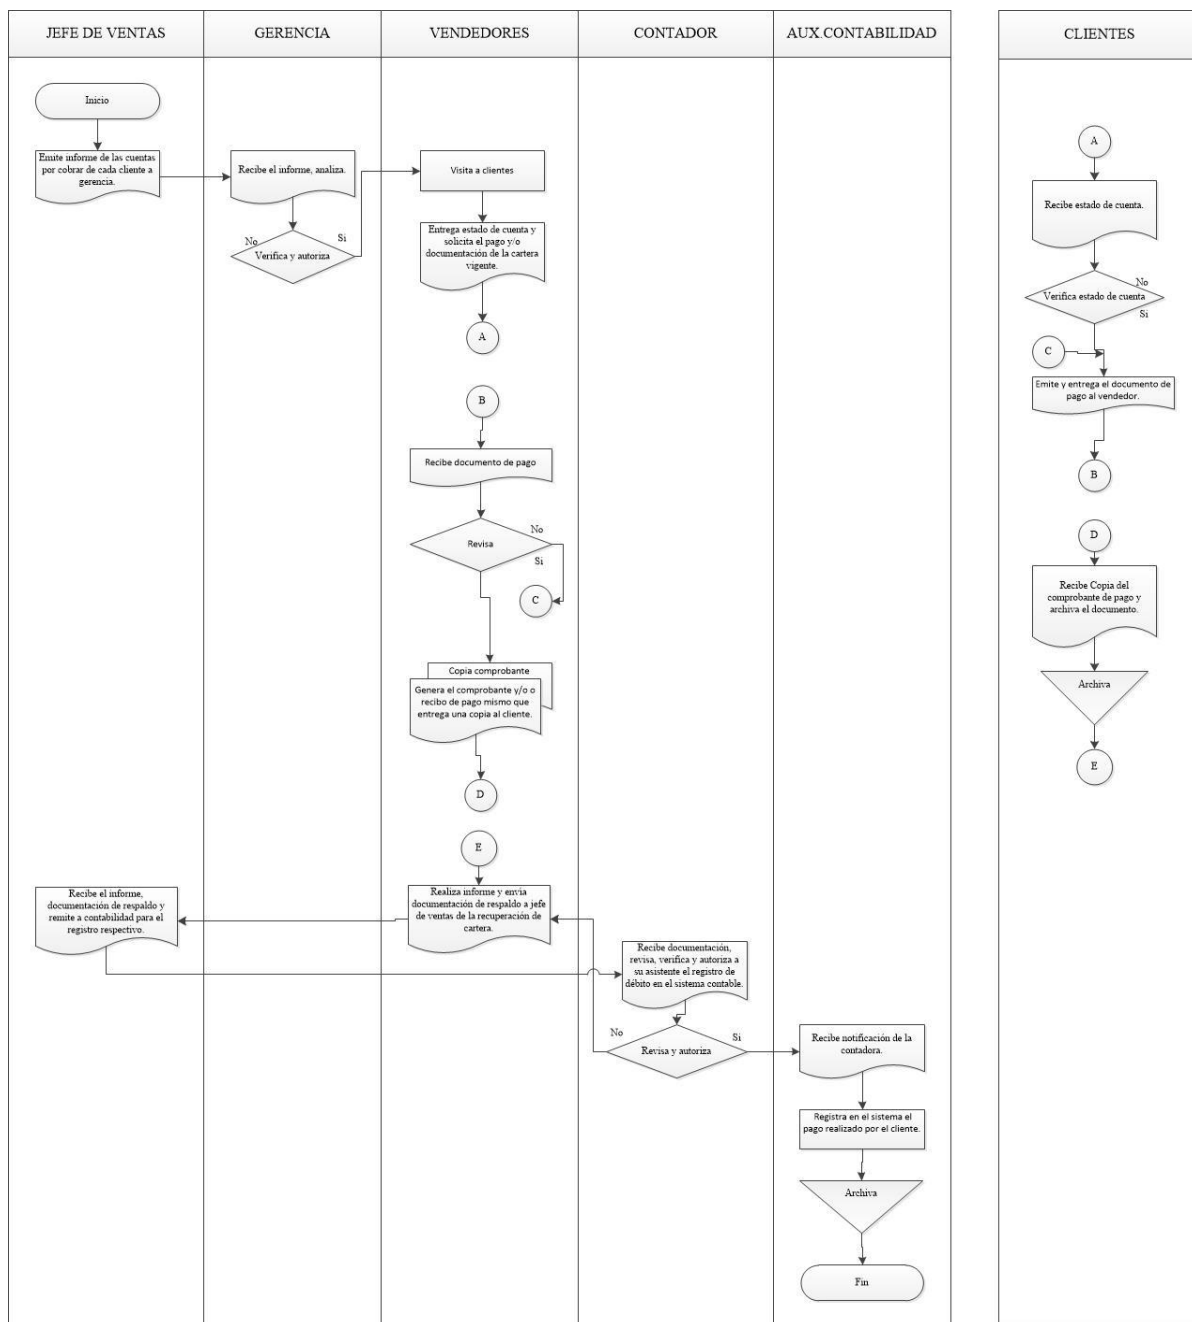 JEFE DE VENTAS
GERENCIA
VENDEDORES
CONTADOR
AUX.CONTABILIDAD
CLIENTES
Inicio
Emite informe de las cuentas
por cobrar de cada cliente a
gerencia.
Recibe el informe, analiza.
No
Si
Verifica y autoriza
Visita a clientes
Entrega estado de cuenta y
solicita el pago y/o
documentación de la cartera
vigente.
A
B
Recibe documento de pago
Revisa
No
Si
C
Copia comprobante
Genera el comprobante y/o o
recibo de pago mismo que
entrega una copia al cliente.
D
E
Realiza informe y envía
documentación de respaldo a jefe
de ventas de la recuperación de
cartera.
Recibe el informe,
documentación de respaldo y
remite a contabilidad para el
registro respectivo.
Recibe documentación,
revisa, verifica y autoriza a
su asistente el registro de
débito en el sistema contable.
No
Si
Revisa y autoriza
Recibe notificación de la
contadora.
Registra en el sistema el
pago realizado por el cliente.
Archiva
Fin
A
Recibe estado de cuenta.
No
Verifica estado de cuenta
Si
C
Emite y entrega el documento de
pago al vendedor.
B
D
Recibe Copia del
comprobante de pago y
archiva el documento.
Archiva
E